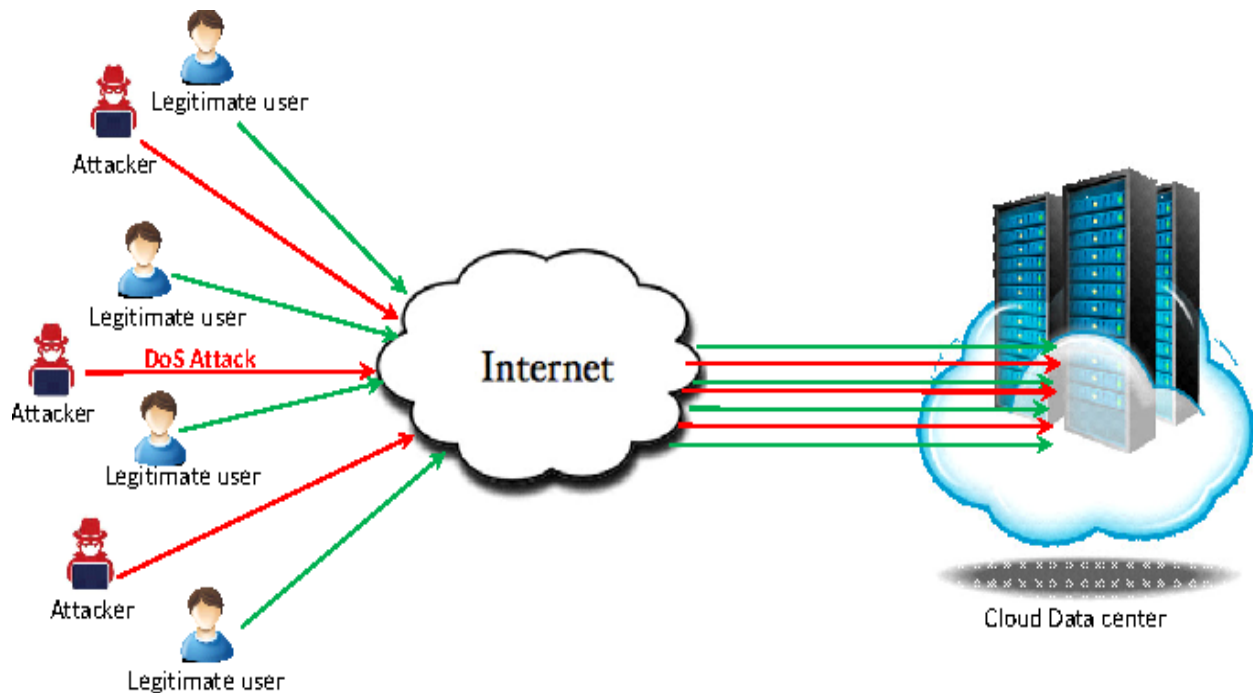 Legitimate user
Attacker
Legitimate user
DoS Attack
Attacker
Legitimate user
Attacker
Legitimate user
Internet
Cloud Data center